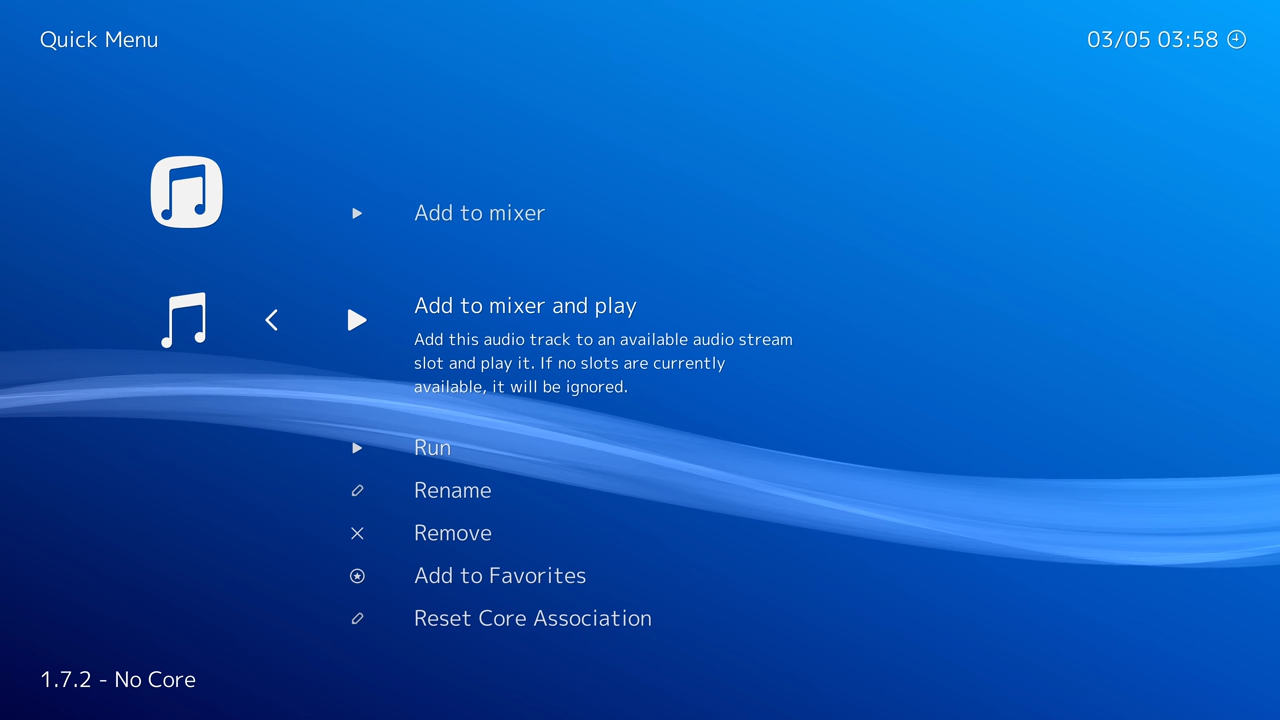 Quick Menu
03/05 03:58
Add to mixer
Add to mixer and play
Add this audio track to an available audio stream
slot and play it. If no slots are currently
available, it will be ignored.
Run
Rename
Remove
Add to Favorites
Reset Core Association
1.7.2 - No Core